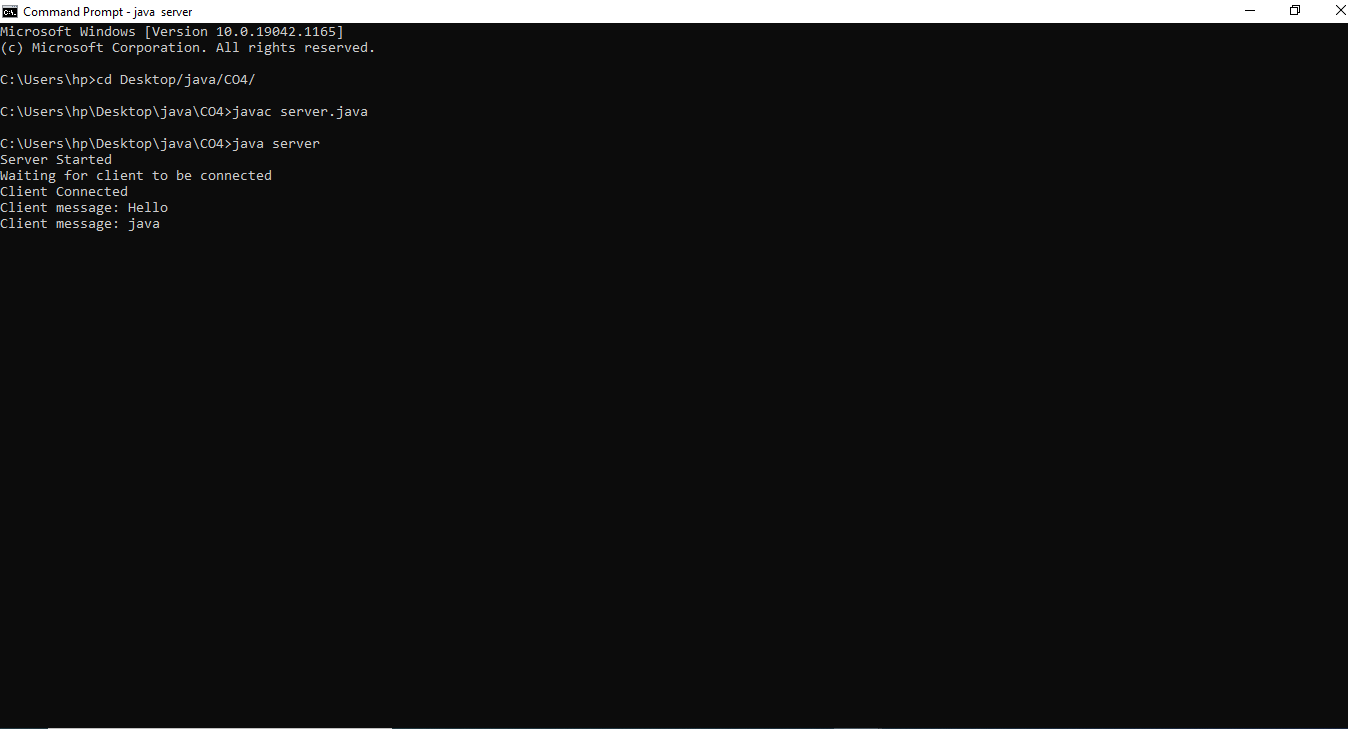 Command Prompt - java  server
Microsoft Windows [Version 10.0.19042.1165]
(c) Microsoft Corporation. All rights reserved.
C:\Users\hp>cd Desktop/java/CO4/
C:\Users\hp\Desktop\java\CO4>javac server.java
C:\Users\hp\Desktop\java\CO4>java server
Server Started
Waiting for client to be connected
Client Connected
Client message: Hello
Client message: java